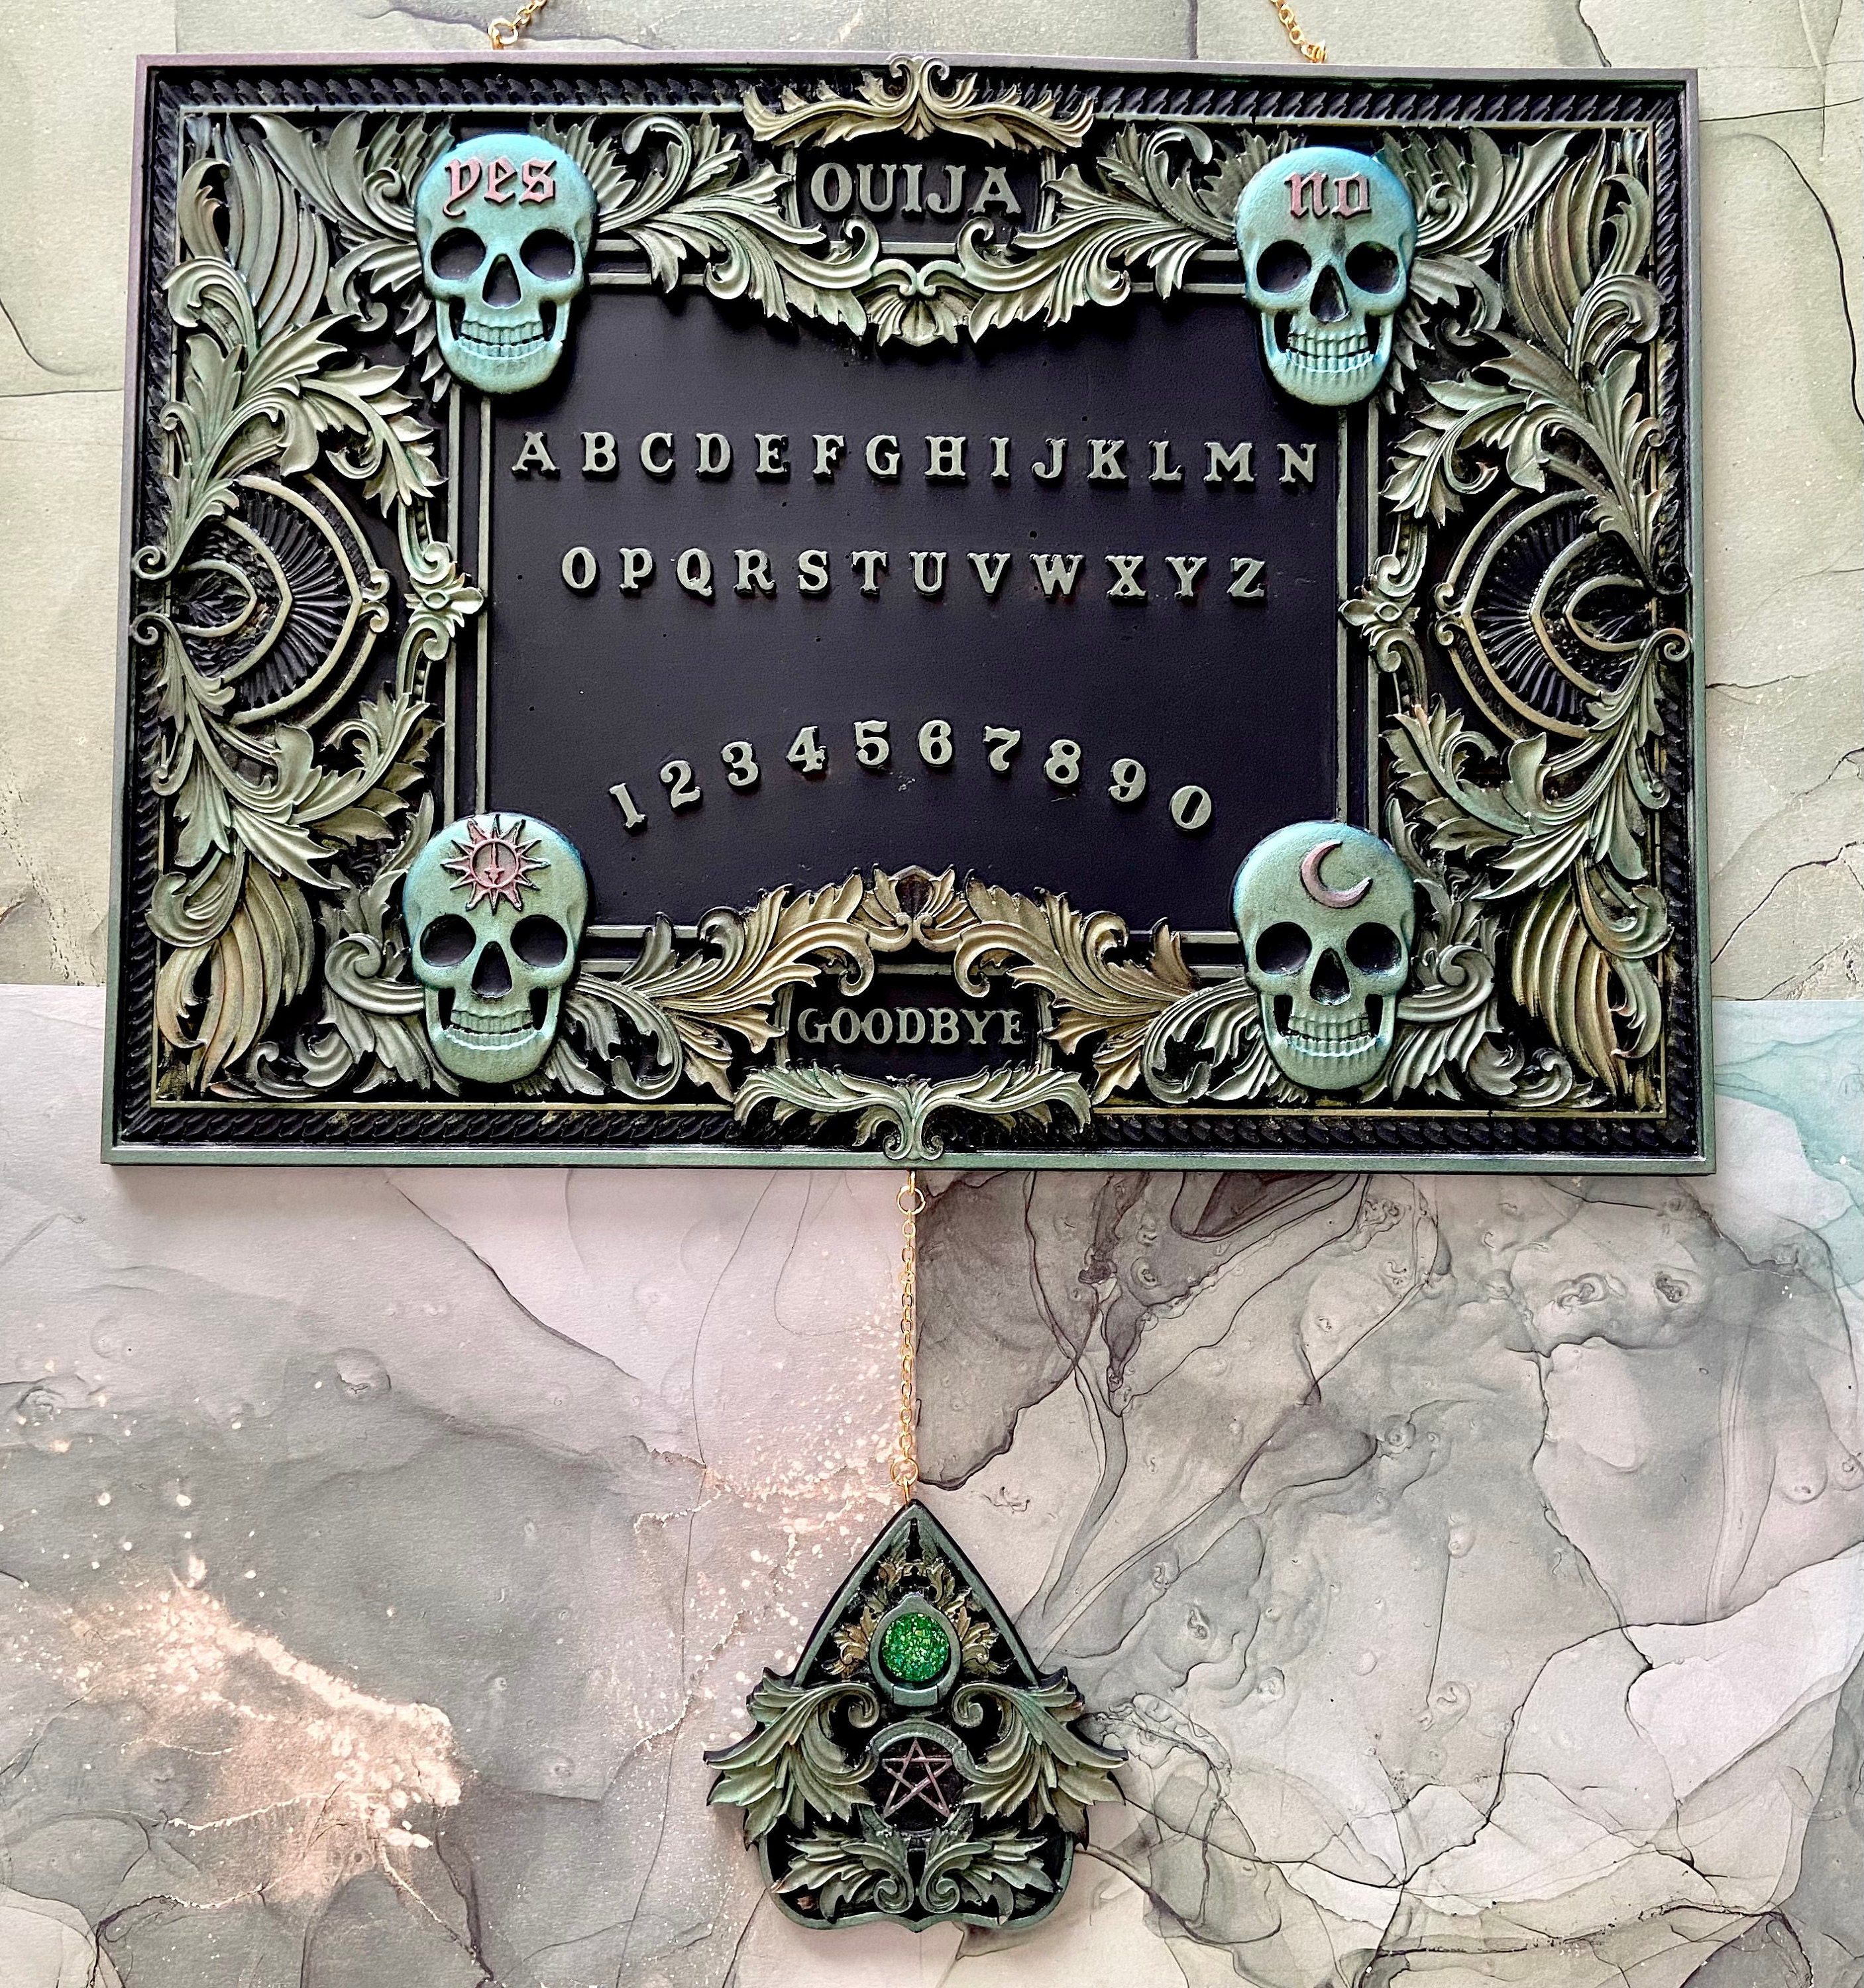 OUIJA
yes
no
A B C D E F G H I J K L M N
O P Q R S T U V W X Y Z
1 2 3 4 5 6 7 8 9 0
GOODBYE